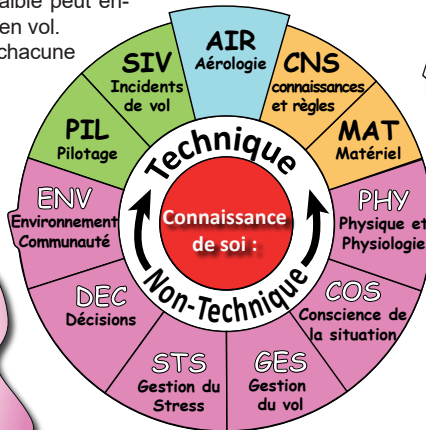 aible peut en-
en vol.
chacune
AIR
Aérologie
CNS
connaissances
et règles
MAT
Matériel
PHY
Physique et
Physiologie
COS
Conscience de
la situation
GES
Gestion
du vol
STS
Gestion du
Stress
DEC
Décisions
ENV
Environnement
Communauté
PIL
Pilotage
SIV
Incidents
de vol
Technique
Connaissance
de soi :
Non-Technique